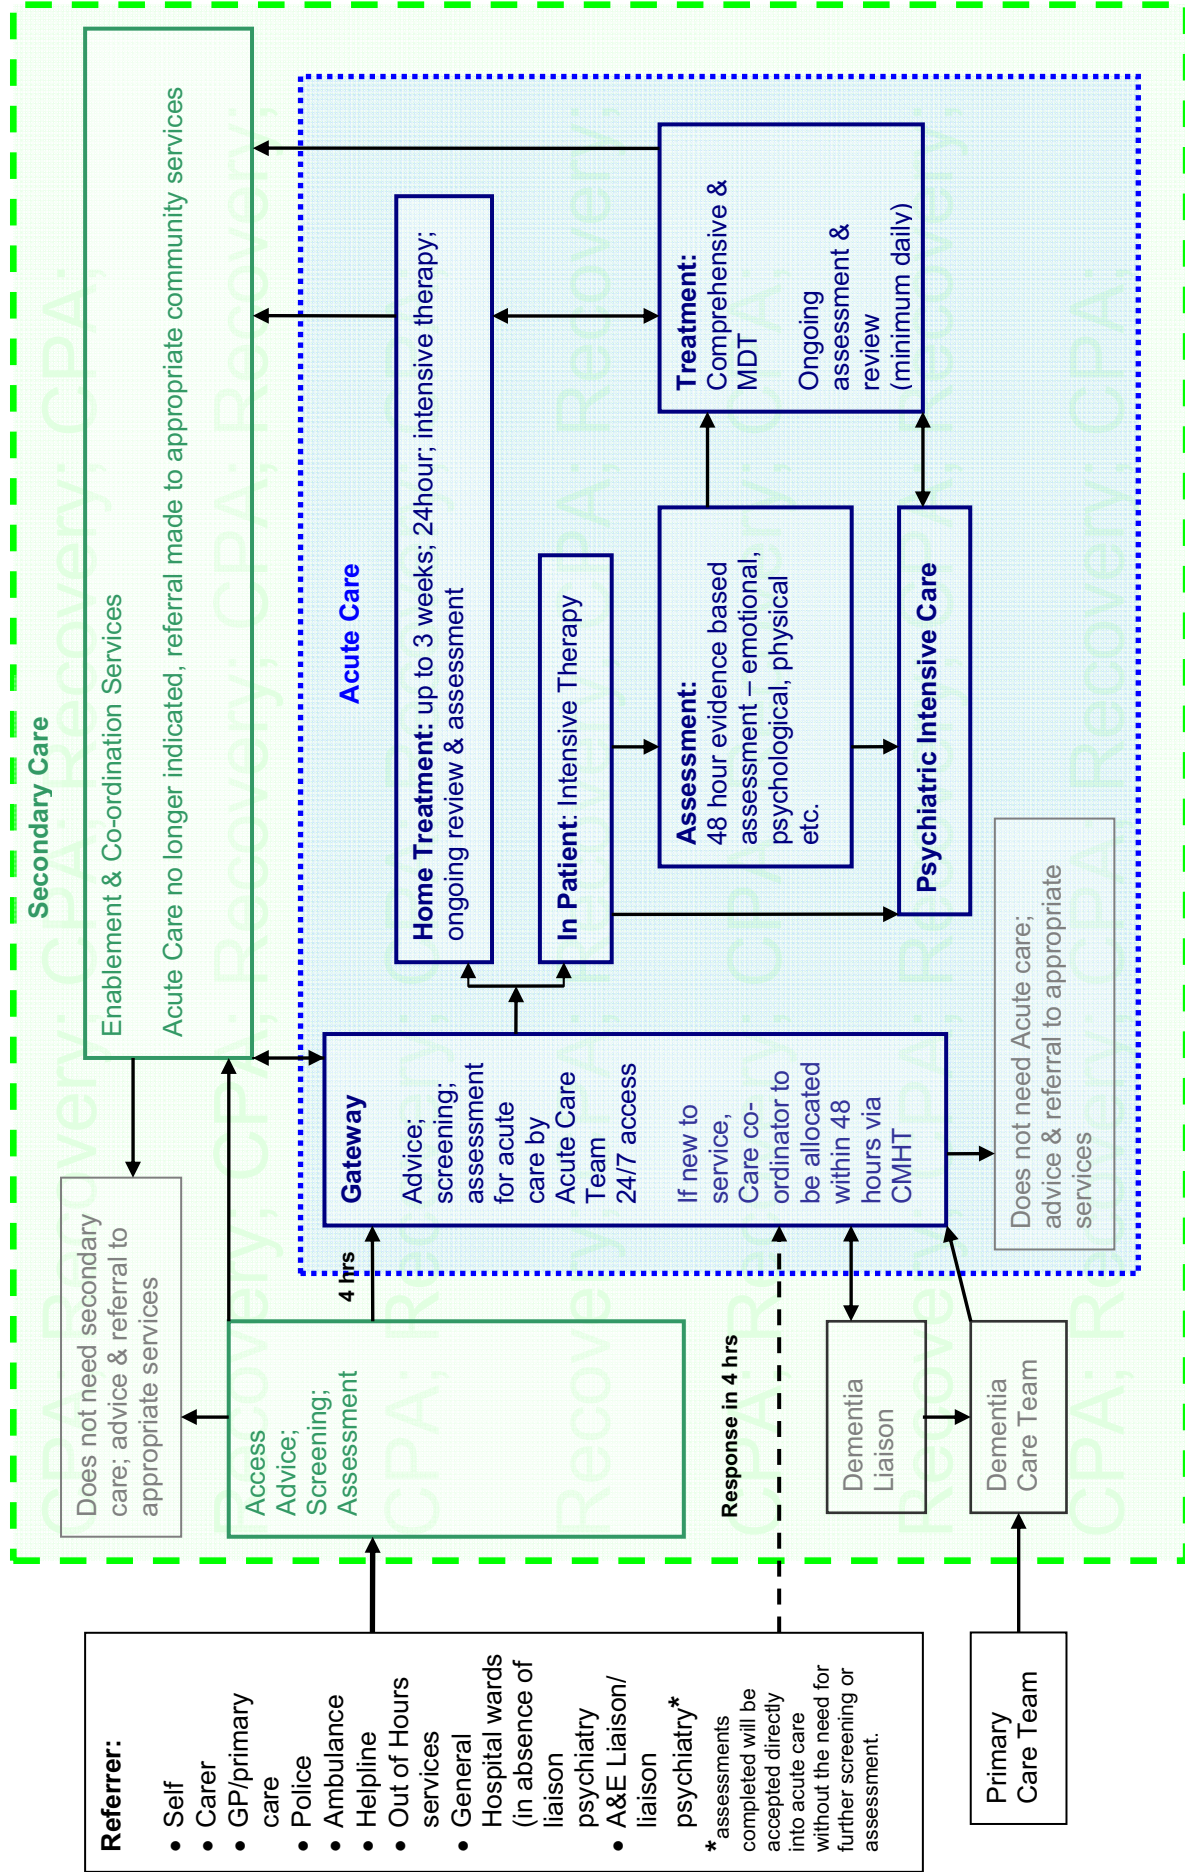 Secondary Care
Referrer:
• Self
• Carer
• GP/primary
care
• Police
• Ambulance
• Helpline
• Out of Hours
services
• General
Hospital wards
(in absence of
liaison
psychiatry
• A&E Liaison/
liaison
psychiatry*
* assessments
completed will be
accepted directly
into acute care
without the need for
further screening or
assessment.
Primary
Care Team
Does not need secondary
care; advice & referral to
appropriate services
Access
Advice;
Screening;
Assessment
4 hrs
Response in 4 hrs
Dementia
Liaison
Dementia
Care Team
Enablement & Co-ordination Services
Acute Care no longer indicated, referral made to appropriate community services
Acute Care
Gateway
Advice;
screening;
assessment
for acute
care by
Acute Care
Team
24/7 access
If new to
service,
Care co-
ordinator to
be allocated
within 48
hours via
CMHT
Does not need Acute care;
advice & referral to appropriate
services
Home Treatment: up to 3 weeks; 24hour; intensive therapy;
ongoing review & assessment
In Patient: Intensive Therapy
Assessment:
48 hour evidence based
assessment – emotional,
psychological, physical
etc.
Psychiatric Intensive Care
Treatment:
Comprehensive &
MDT
Ongoing
assessment &
review
(minimum daily)